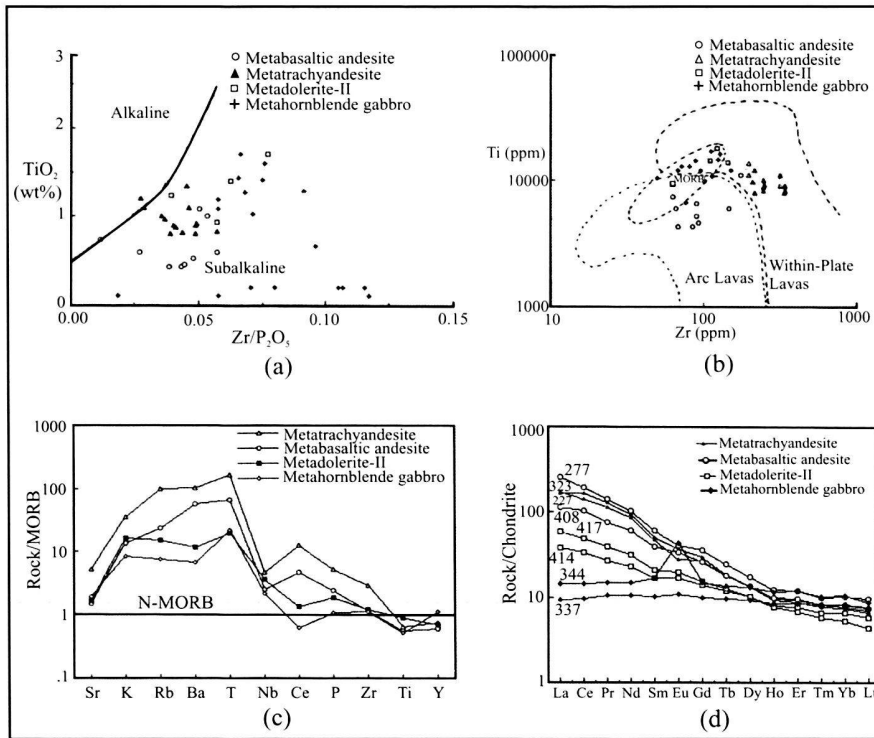 (a)
3
2
1
0
TiO2
(wt%)
Metabasaltic andesite
Metatrachyandesite
Metadolerite-II
Metahornblende gabbro
Alkaline
Subalkaline
0.00
0.05
0.10
0.15
Zr/P2O5
(a)
(b)
100000
10000
1000
Ti (ppm)
Metabasaltic andesite
Metatrachyandesite
Metadolerite-II
Metahornblende gabbro
MORB
Arc Lavas
Within-Plate
Lavas
10
100
1000
Zr (ppm)
(b)
1000
100
10
1
.1
Rock/MORB
Metatrachyandesite
Metabasaltic andesite
Metadolerite-II
Metahornblende gabbro
N-MORB
Sr K Rb Ba T Nb Ce P Zr Ti Y
(c)
1000
100
10
1
Rock/Chondrite
Metatrachyandesite
Metabasaltic andesite
Metadolerite-II
Metahornblende gabbro
277
323
227
408
417
414
344
337
La Ce Pr Nd Sm Eu Gd Tb Dy Ho Er Tm Yb Lu
(d)